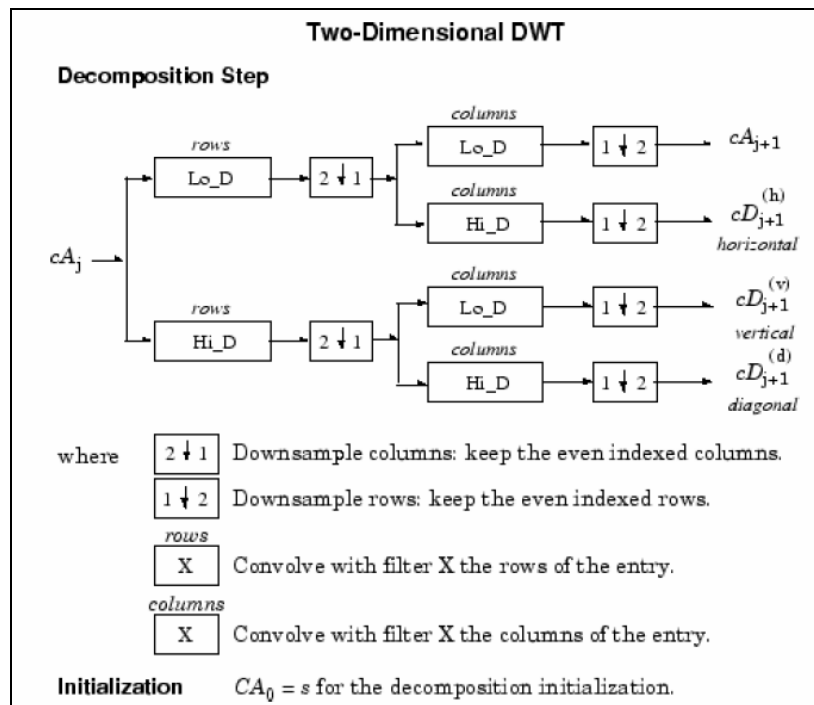 Two-Dimensional DWT
Decomposition Step
columns
rows
Lo_D
1 ↓ 2
cA_{j+1}
Lo_D
2 ↓ 1
columns
Hi_D
1 ↓ 2
cD_{j+1}^{(h)}
horizontal
cA_j
columns
rows
Lo_D
1 ↓ 2
cD_{j+1}^{(v)}
vertical
Hi_D
2 ↓ 1
columns
Hi_D
1 ↓ 2
cD_{j+1}^{(d)}
diagonal
where 2 ↓ 1 Downsample columns: keep the even indexed columns.
1 ↓ 2 Downsample rows: keep the even indexed rows.
rows
X Convolve with filter X the rows of the entry.
columns
X Convolve with filter X the columns of the entry.
Initialization CA_0 = s for the decomposition initialization.